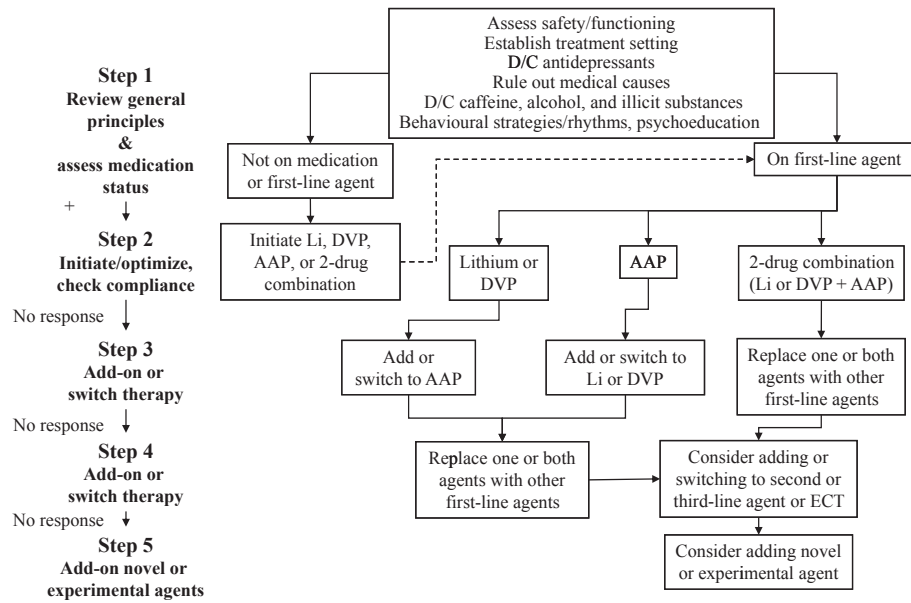 Assess safety/functioning
Establish treatment setting
D/C antidepressants
Rule out medical causes
D/C caffeine, alcohol, and illicit substances
Behavioural strategies/rhythms, psychoeducation
Step 1
Review general
principles
&
assess medication
status
+
Not on medication
or first-line agent
On first-line agent
Step 2
Initiate/optimize,
check compliance
Initiate Li, DVP,
AAP, or 2-drug
combination
Lithium or
DVP
AAP
2-drug combination
(Li or DVP + AAP)
No response
Step 3
Add-on or
switch therapy
Add or
switch to AAP
Add or switch to
Li or DVP
Replace one or both
agents with other
first-line agents
No response
Step 4
Add-on or
switch therapy
Replace one or both
agents with other
first-line agents
Consider adding or
switching to second or
third-line agent or ECT
No response
Step 5
Add-on novel or
experimental agents
Consider adding novel
or experimental agent